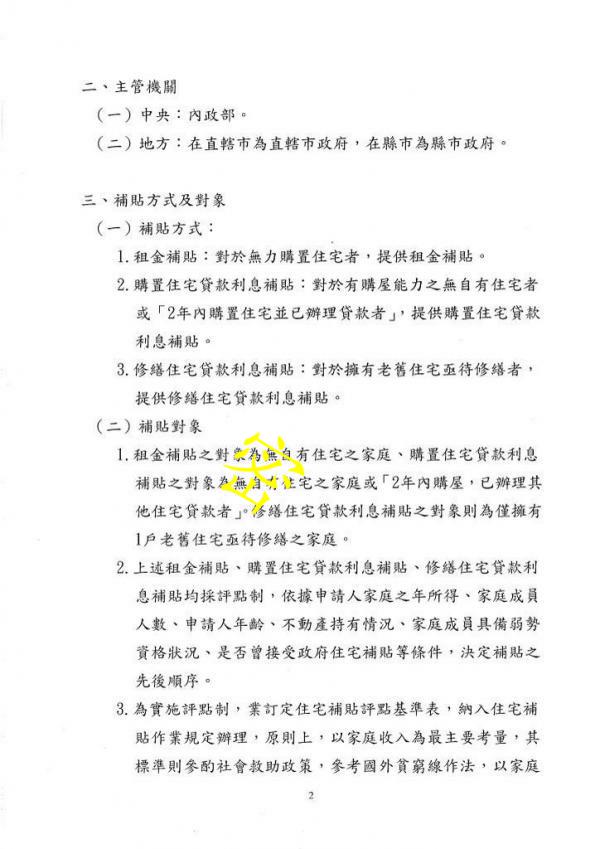 二、主管機關
（一）中央：內政部。
（二）地方：在直轄市為直轄市政府，在縣市為縣市政府。
三、補貼方式及對象
（一）補貼方式：
1.租金補貼：對於無力購置住宅者，提供租金補貼。
2.購置住宅貸款利息補貼：對於有購屋能力之無自有住宅者
或「2年內購置住宅並已辦理貸款者」，提供購置住宅貸款
利息補貼。
3.修繕住宅貸款利息補貼：對於擁有老舊住宅亟待修繕者，
提供修繕住宅貸款利息補貼。
（二）補貼對象
1.租金補貼之對象為無自有住宅之家庭、購置住宅貸款利息
補貼之對象為無自有住宅之家庭或「2年內購屋，已辦理其
他住宅貸款者」。修繕住宅貸款利息補貼之對象則為僅擁有
1戶老舊住宅亟待修繕之家庭。
2.上述租金補貼、購置住宅貸款利息補貼、修繕住宅貸款利
息補貼均採評點制，依據申請人家庭之年所得、家庭成員
人數、申請人年齡、不動產持有情況、家庭成員具備弱勢
資格狀況、是否曾接受政府住宅補貼等條件，決定補貼之
先後順序。
3.為實施評點制，業訂定住宅補貼評點基準表，納入住宅補
貼作業規定辦理，原則上，以家庭收入為最主要考量，其
標準則參酌社會救助政策，參考國外貧窮線作法，以家庭
2
密